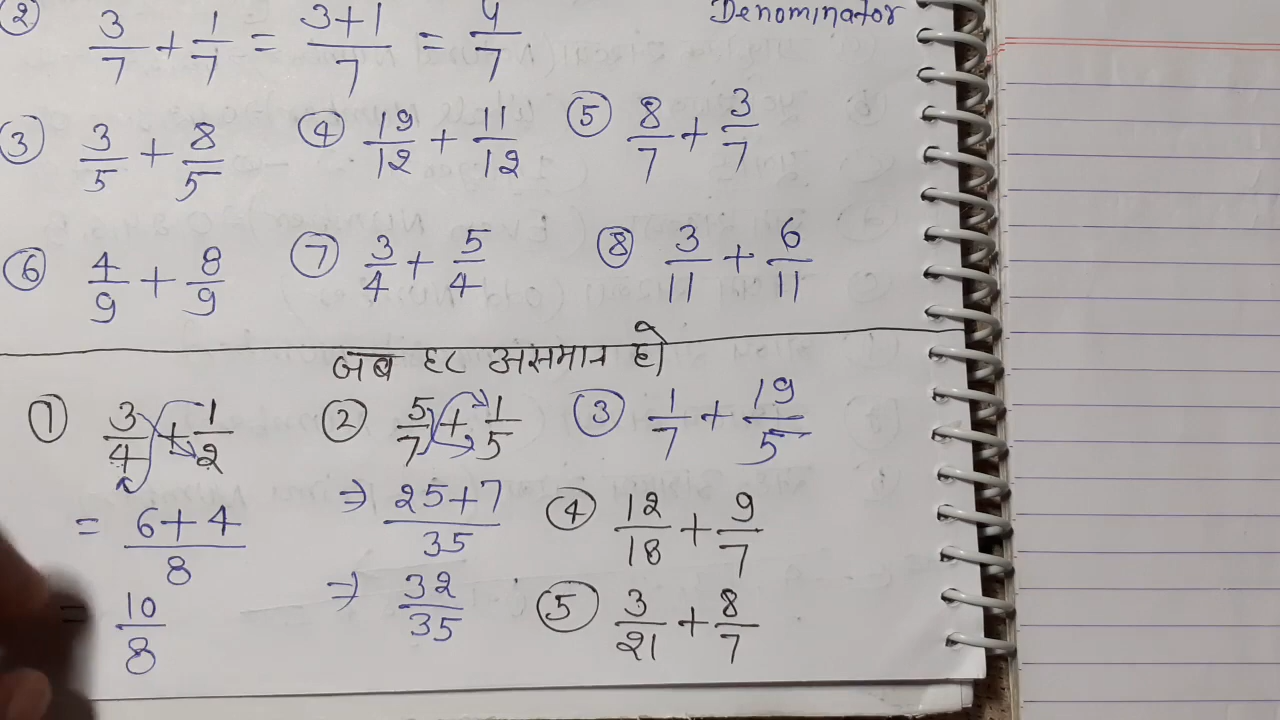 Denominator
② 3/7 + 1/7 = 3+1/7 = 4/7
③ 3/5 + 8/5 ④ 19/12 + 11/12 ⑤ 8/7 + 3/7
⑥ 4/9 + 8/9 ⑦ 3/4 + 5/4 ⑧ 3/11 + 6/11
जब हर असमान हो
① 3/4 + 1/2
= 6+4/8
= 10/8
② 5/7 + 1/5
⇒ 25+7/35
⇒ 32/35
③ 1/7 + 19/5
④ 12/18 + 9/7
⑤ 3/21 + 8/7